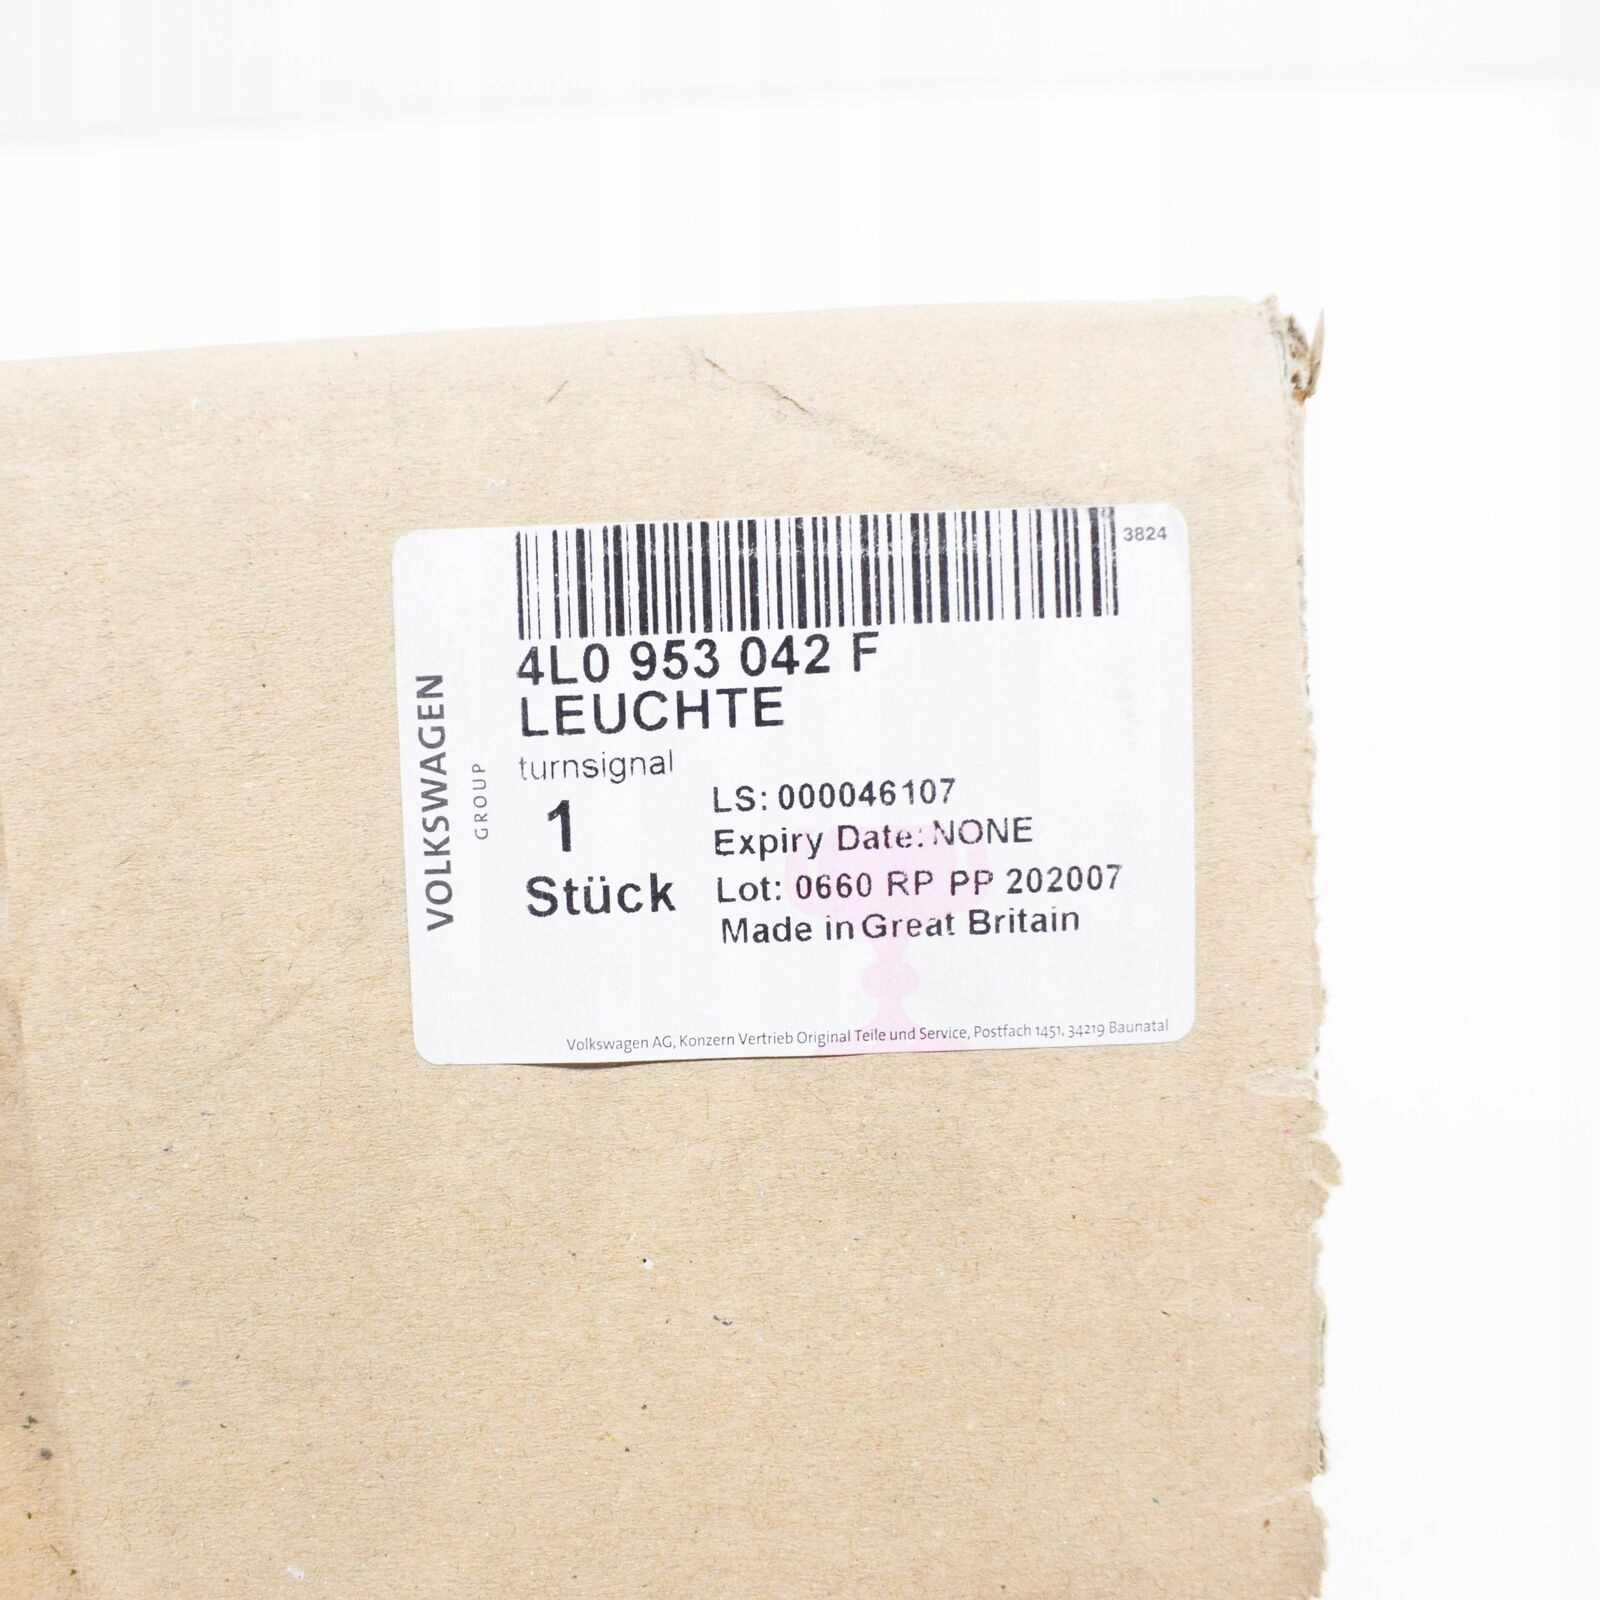 3824
4L0 953 042 F
LEUCHTE
turnsignal
1
Stück
LS: 000046107
Expiry Date: NONE
Lot: 0660 RP PP 202007
Made in Great Britain
VOLKSWAGEN
GROUP
Volkswagen AG, Konzern Vertrieb Original Teile und Service, Postfach 1451, 34219 Baunatal